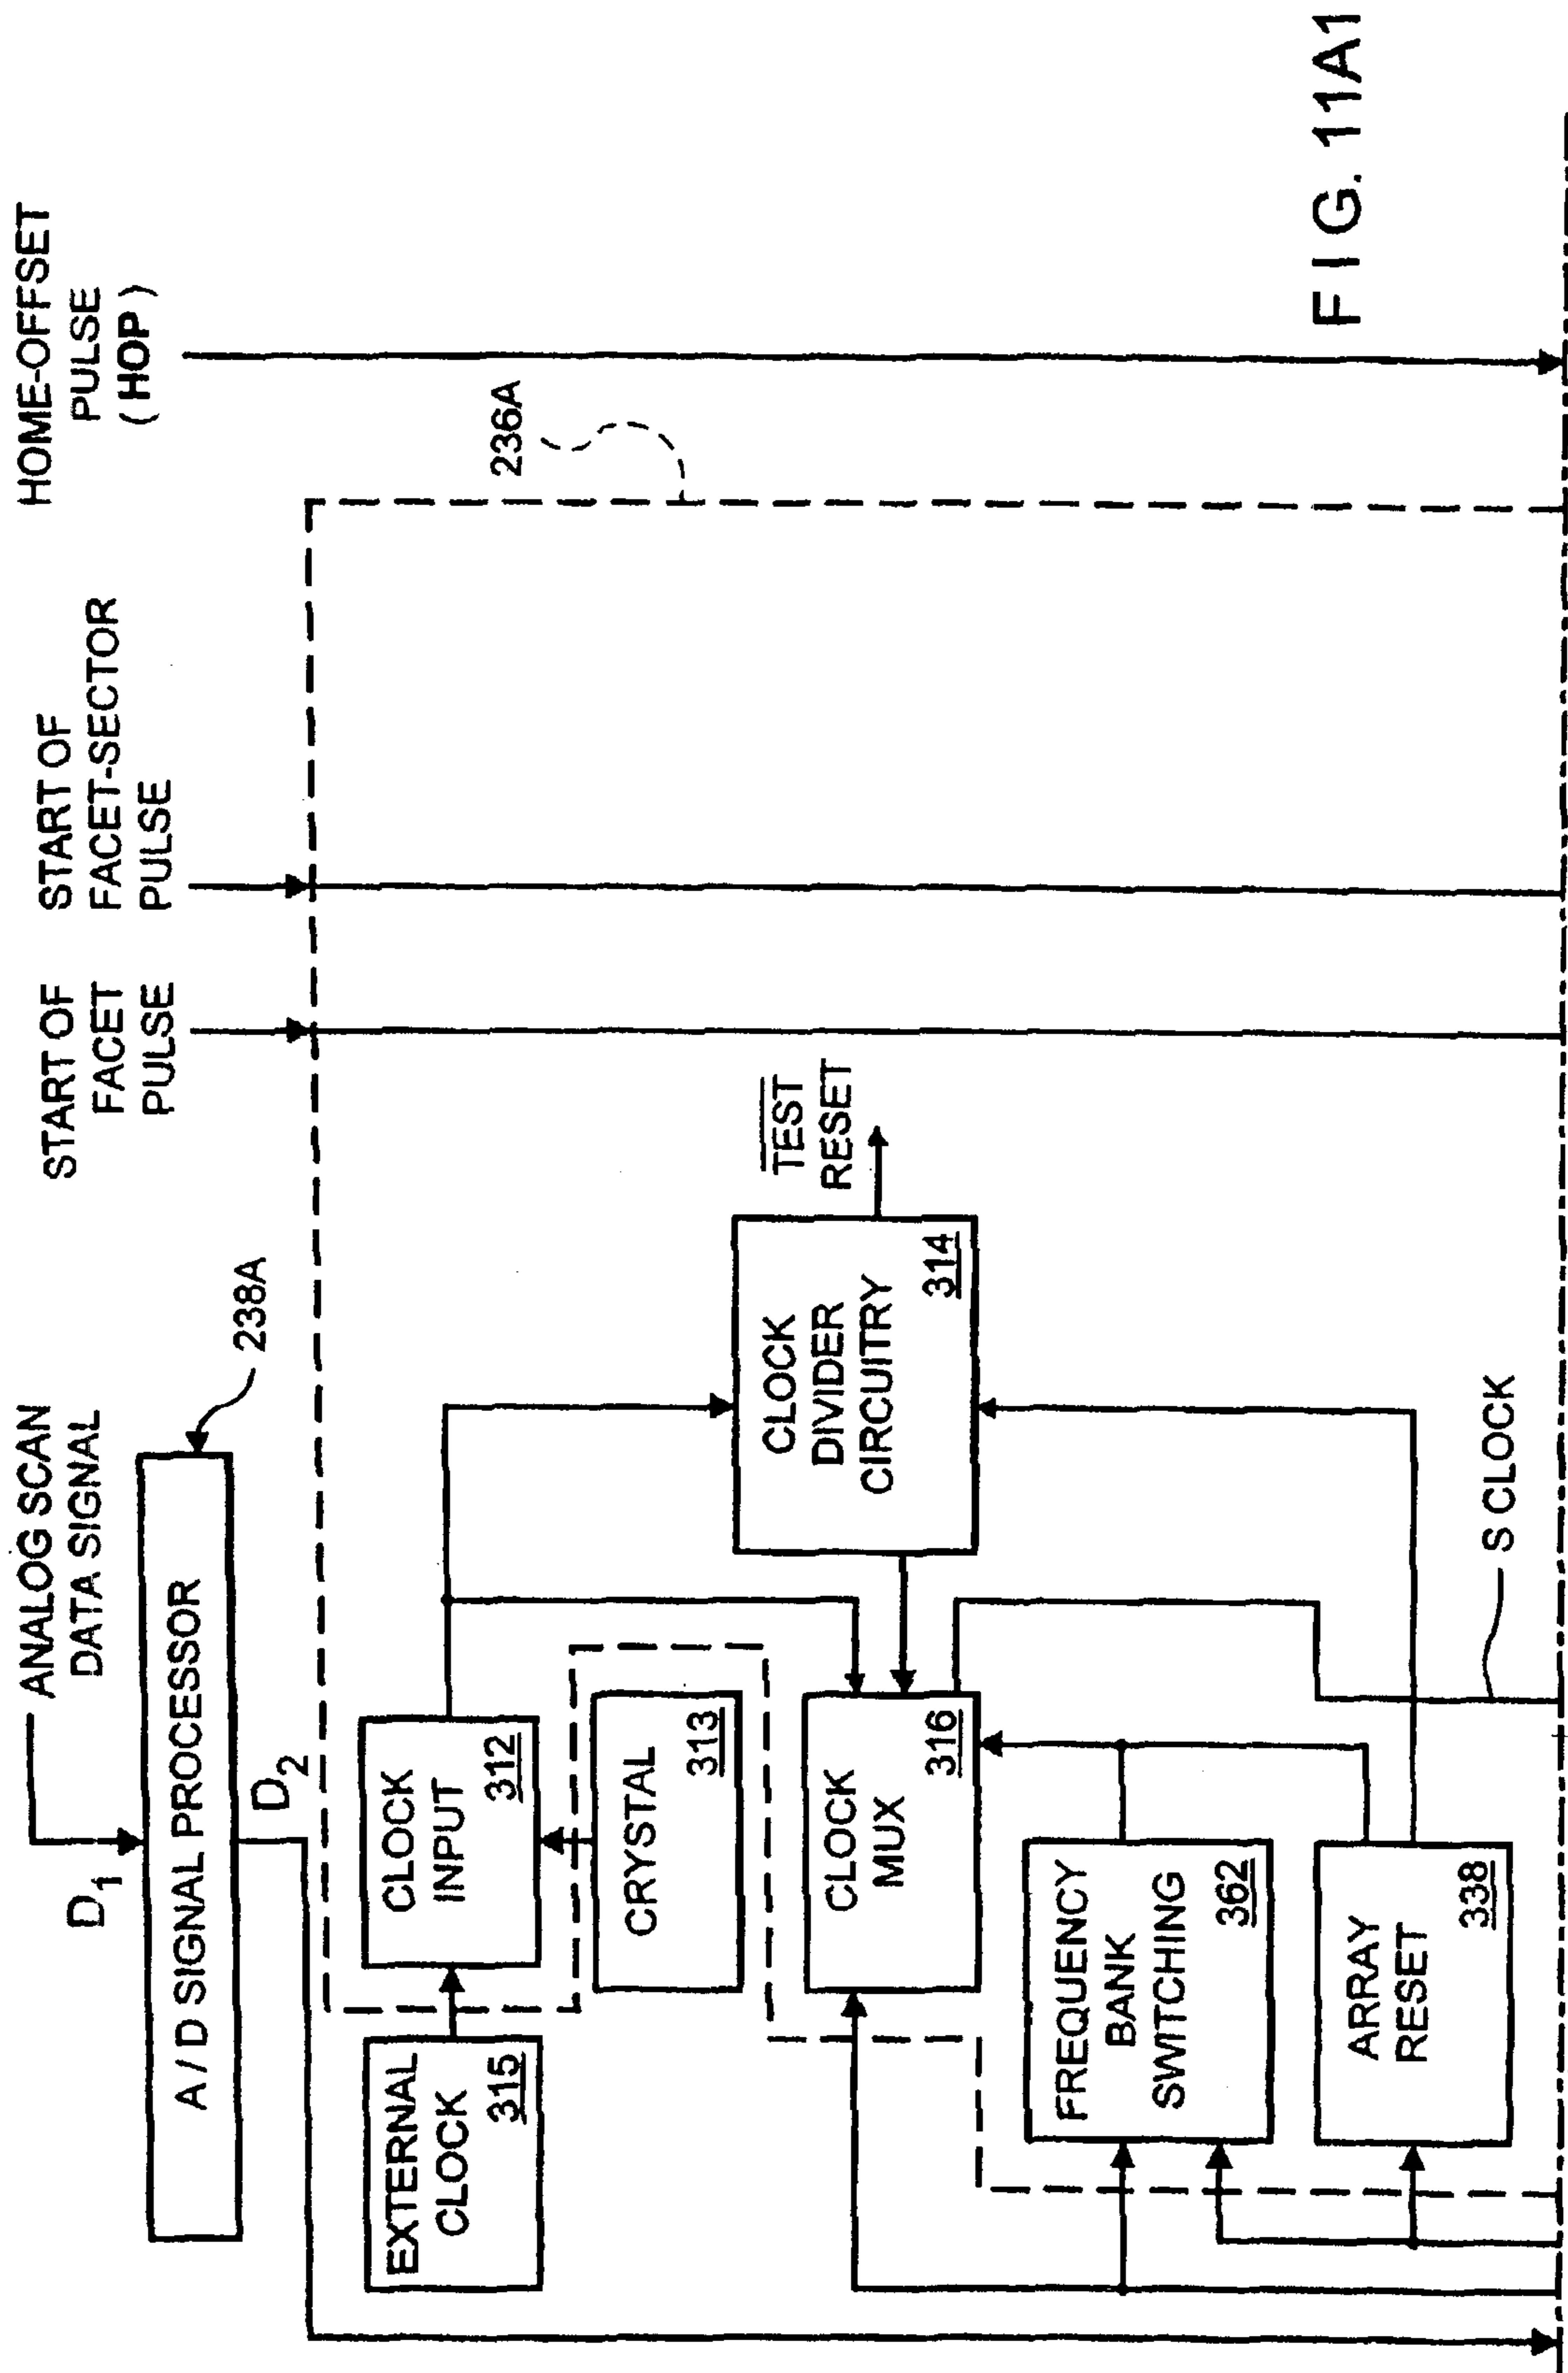 ANALOG SCAN
DATA SIGNAL
D1
A / D SIGNAL PROCESSOR
238A
D2
START OF
FACET
PULSE
START OF
FACET-SECTOR
PULSE
HOME-OFFSET
PULSE
( HOP )
236A
EXTERNAL
CLOCK
315
CLOCK
INPUT
312
CRYSTAL
313
CLOCK
MUX
316
CLOCK
DIVIDER
CIRCUITRY
314
TEST
RESET
FREQUENCY
BANK
SWITCHING
362
ARRAY
RESET
338
S CLOCK
F I G. 11A1